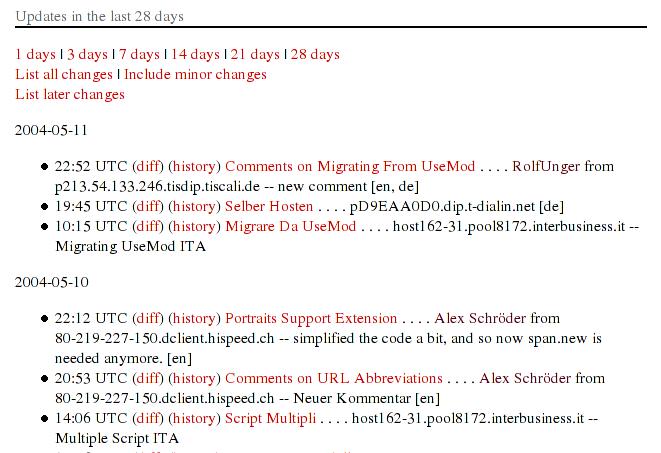 Updates in the last 28 days
1 days | 3 days | 7 days | 14 days | 21 days | 28 days
List all changes | Include minor changes
List later changes
2004-05-11
● 22:52 UTC (diff) (history) Comments on Migrating From UseMod . . . . RolfUnger from
p213.54.133.246.tisdip.tiscali.de -- new comment [en, de]
● 19:45 UTC (diff) (history) Selber Hosten . . . . pD9EAA0D0.dip.t-dialin.net [de]
● 10:15 UTC (diff) (history) Migrare Da UseMod . . . . host162-31.pool8172.interbusiness.it --
Migrating UseMod ITA
2004-05-10
● 22:12 UTC (diff) (history) Portraits Support Extension . . . . Alex Schröder from
80-219-227-150.dclient.hispeed.ch -- simplified the code a bit, and so now span.new is
needed anymore. [en]
● 20:53 UTC (diff) (history) Comments on URL Abbreviations . . . . Alex Schröder from
80-219-227-150.dclient.hispeed.ch -- Neuer Kommentar [en]
● 14:06 UTC (diff) (history) Script Multipli . . . . host162-31.pool8172.interbusiness.it --
Multiple Script ITA